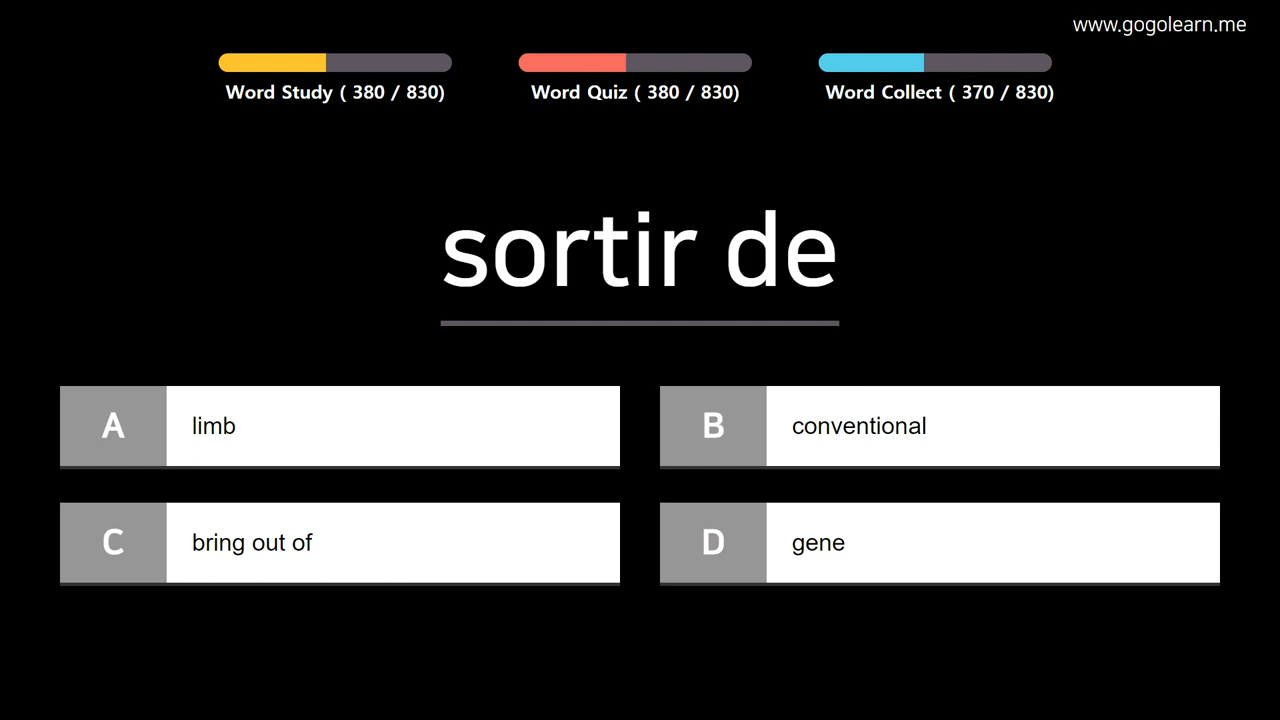 www.gogolearn.me
Word Study ( 380 / 830)
Word Quiz ( 380 / 830)
Word Collect ( 370 / 830)
sortir de
A
limb
B
conventional
C
bring out of
D
gene